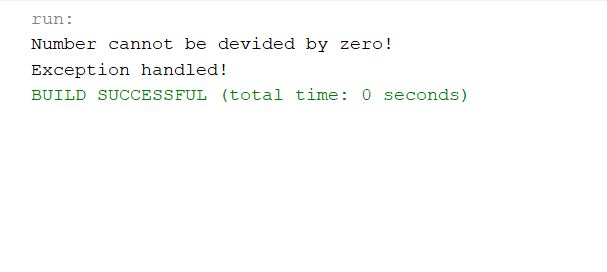 run:
Number cannot be devided by zero!
Exception handled!
BUILD SUCCESSFUL (total time: 0 seconds)